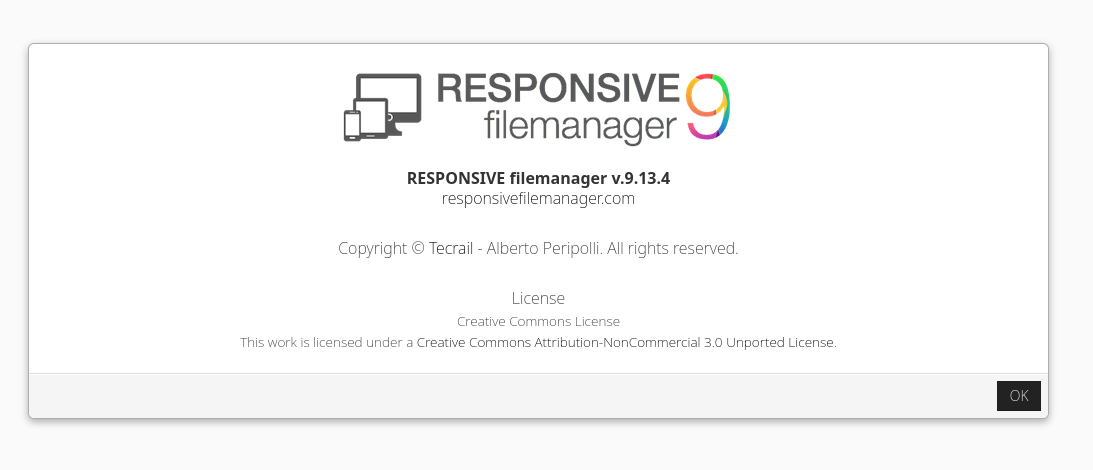 RESPONSIVE 9
filemanager
RESPONSIVE filemanager v.9.13.4
responsivefilemanager.com
Copyright © Tecrail - Alberto Peripolli. All rights reserved.
License
Creative Commons License
This work is licensed under a Creative Commons Attribution-NonCommercial 3.0 Unported License.
OK